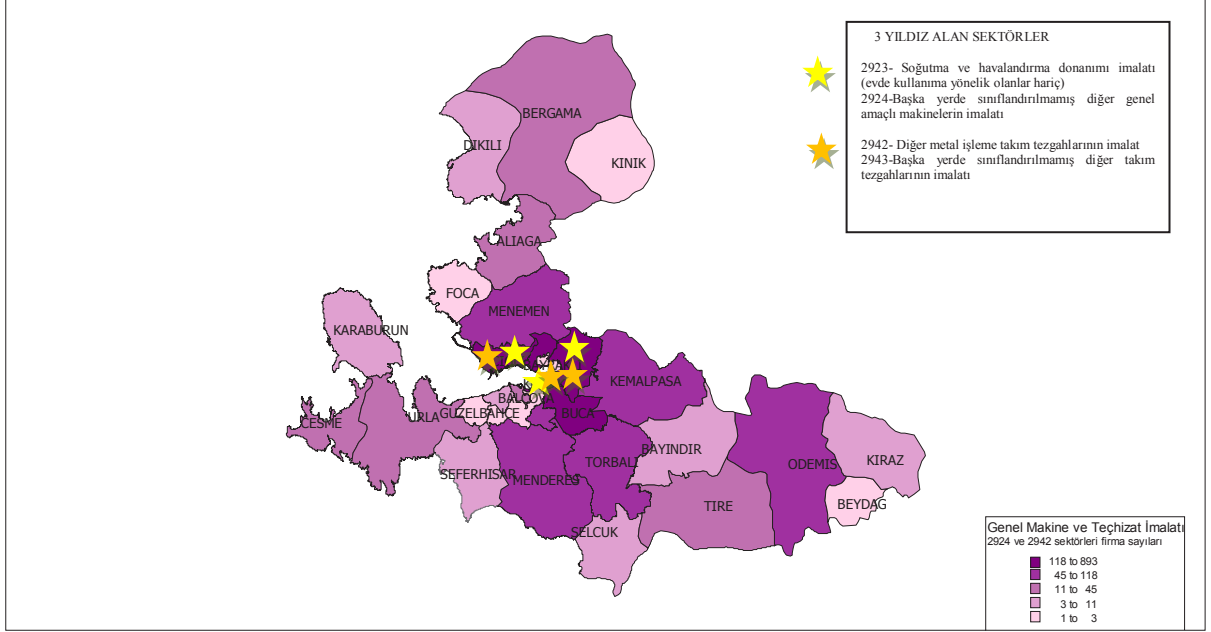 3 YILDIZ ALAN SEKTÖRLER
2923- Soğutma ve havalandırma donanımı imalatı
(evde kullanıma yönelik olanlar hariç)
2924-Başka yerde sınıflandırılmamış diğer genel
amaçlı makinelerin imalatı
2942- Diğer metal işleme takım tezgahlarının imalat
2943-Başka yerde sınıflandırılmamış diğer takım
tezgahlarının imalatı
BERGAMA
DIKILI
KINIK
ALIAGA
FOCA
MENEMEN
KARABURUN
KEMALPASA
BALCOVA
CESME
URLA
GUZELBAHCE
BUCA
BAYINDIR
TORBALI
ODEMIS
KIRAZ
SEFERHISAR
MENDERES
TIRE
BEYDAG
SELCUK
Genel Makine ve Teçhizat İmalatı
2924 ve 2942 sektörleri firma sayıları
118 to 893
45 to 118
11 to 45
3 to 11
1 to 3